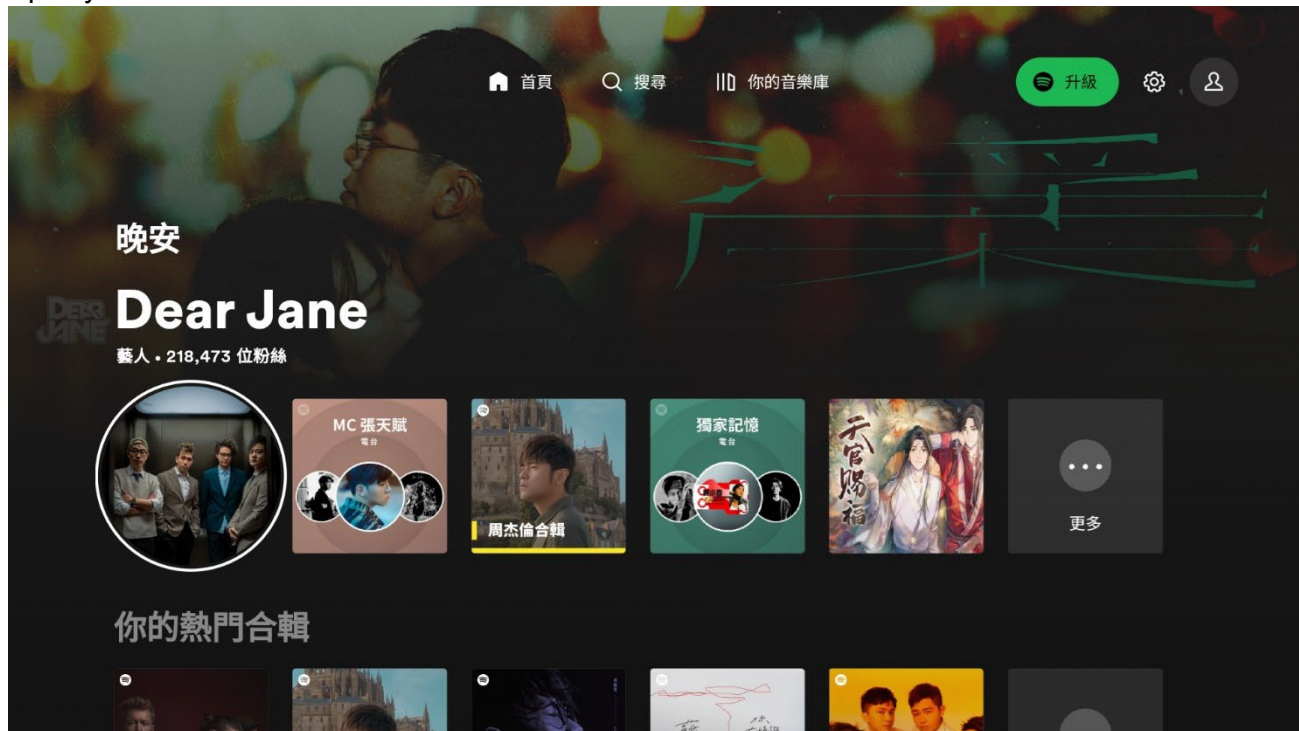 首頁
搜尋
你的音樂庫
升級
晚安
DEAR
JANE
Dear Jane
藝人 • 218,473 位粉絲
MC 張天賦
電台
周杰倫合輯
獨家記憶
電台
天官賜福
更多
你的熱門合輯